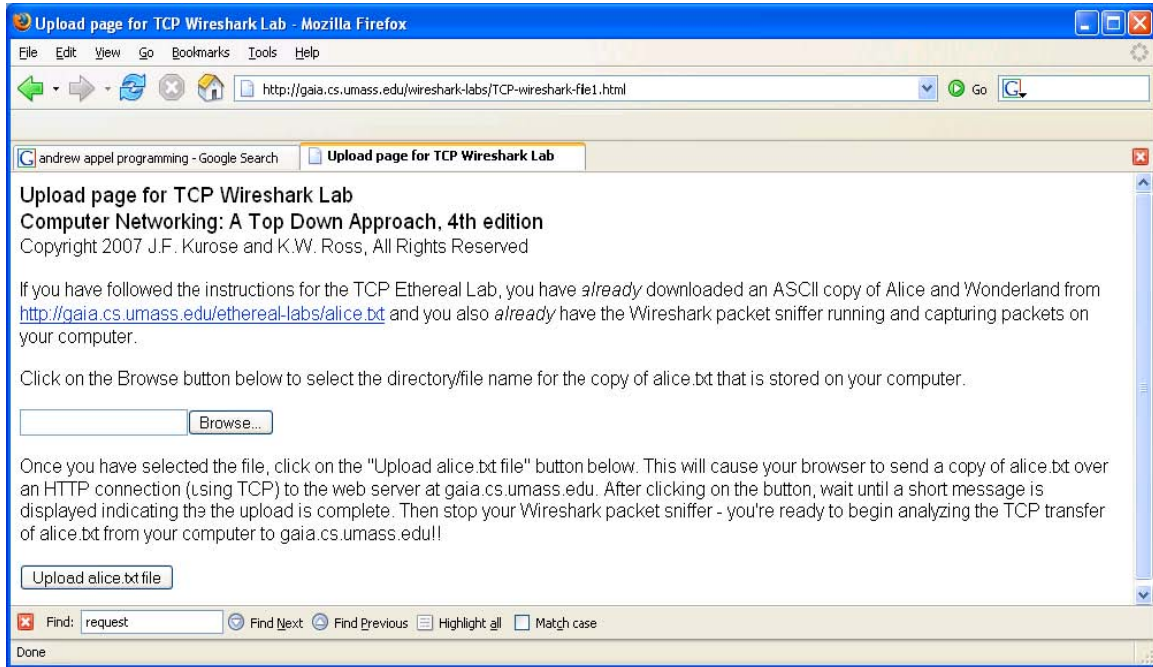 Upload page for TCP Wireshark Lab - Mozilla Firefox
File Edit View Go Bookmarks Tools Help
http://gaia.cs.umass.edu/wireshark-labs/TCP-wireshark-file1.html Go G
G andrew appel programming - Google Search Upload page for TCP Wireshark Lab
Upload page for TCP Wireshark Lab
Computer Networking: A Top Down Approach, 4th edition
Copyright 2007 J.F. Kurose and K.W. Ross, All Rights Reserved
If you have followed the instructions for the TCP Ethereal Lab, you have already downloaded an ASCII copy of Alice and Wonderland from
http://gaia.cs.umass.edu/ethereal-labs/alice.txt and you also already have the Wireshark packet sniffer running and capturing packets on
your computer.
Click on the Browse button below to select the directory/file name for the copy of alice.txt that is stored on your computer.
Browse...
Once you have selected the file, click on the "Upload alice.txt file" button below. This will cause your browser to send a copy of alice.txt over
an HTTP connection (using TCP) to the web server at gaia.cs.umass.edu. After clicking on the button, wait until a short message is
displayed indicating the the upload is complete. Then stop your Wireshark packet sniffer - you're ready to begin analyzing the TCP transfer
of alice.txt from your computer to gaia.cs.umass.edu!!
Upload alice.txt file
Find: request Find Next Find Previous Highlight all Match case
Done